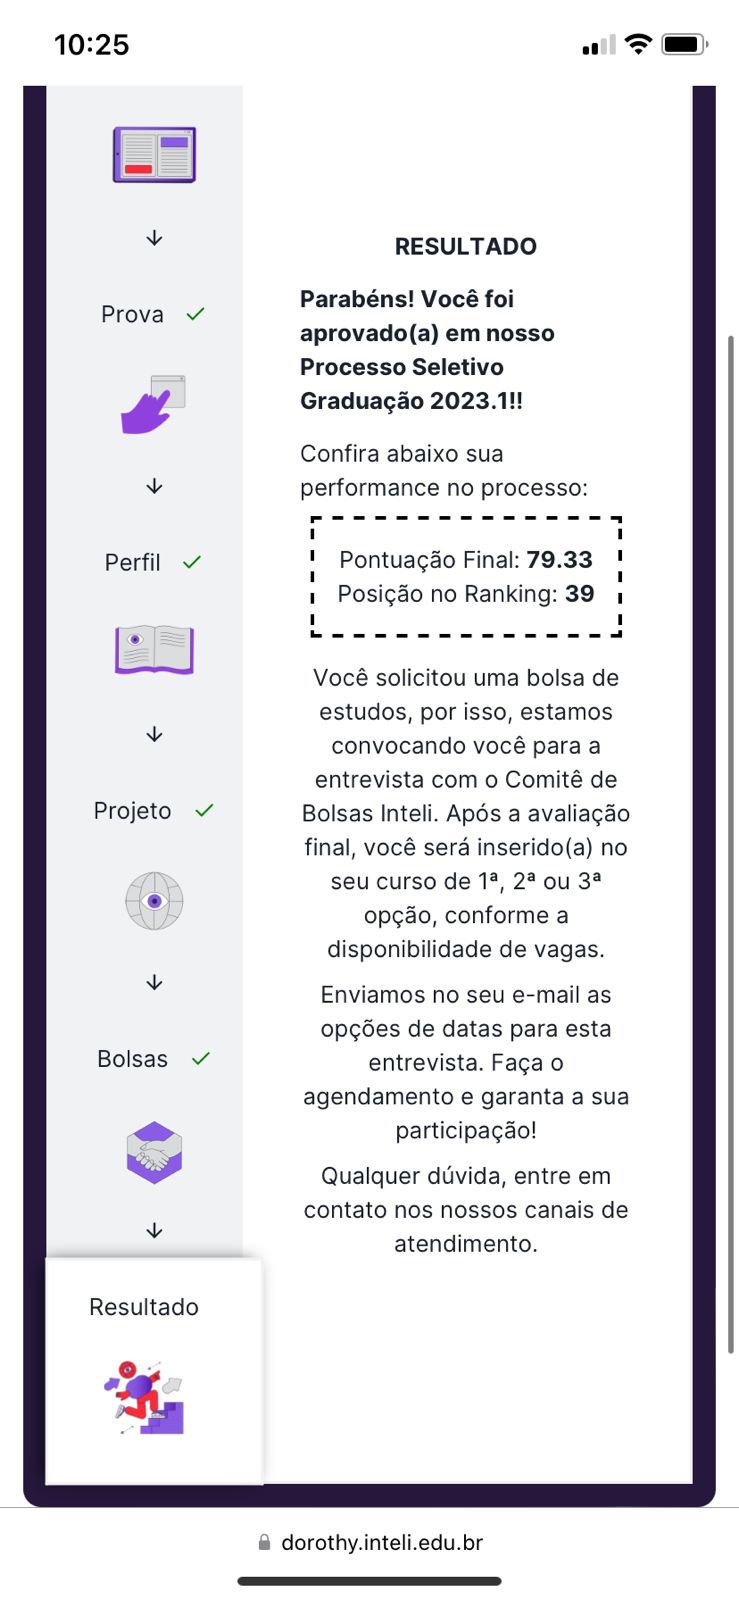 10:25
Prova
Perfil
Projeto
Bolsas
Resultado
RESULTADO
Parabéns! Você foi
aprovado(a) em nosso
Processo Seletivo
Graduação 2023.1!!
Confira abaixo sua
performance no processo:
Pontuação Final: 79.33
Posição no Ranking: 39
Você solicitou uma bolsa de
estudos, por isso, estamos
convocando você para a
entrevista com o Comitê de
Bolsas Inteli. Após a avaliação
final, você será inserido(a) no
seu curso de 1ª, 2ª ou 3ª
opção, conforme a
disponibilidade de vagas.
Enviamos no seu e-mail as
opções de datas para esta
entrevista. Faça o
agendamento e garanta a sua
participação!
Qualquer dúvida, entre em
contato nos nossos canais de
atendimento.
dorothy.inteli.edu.br